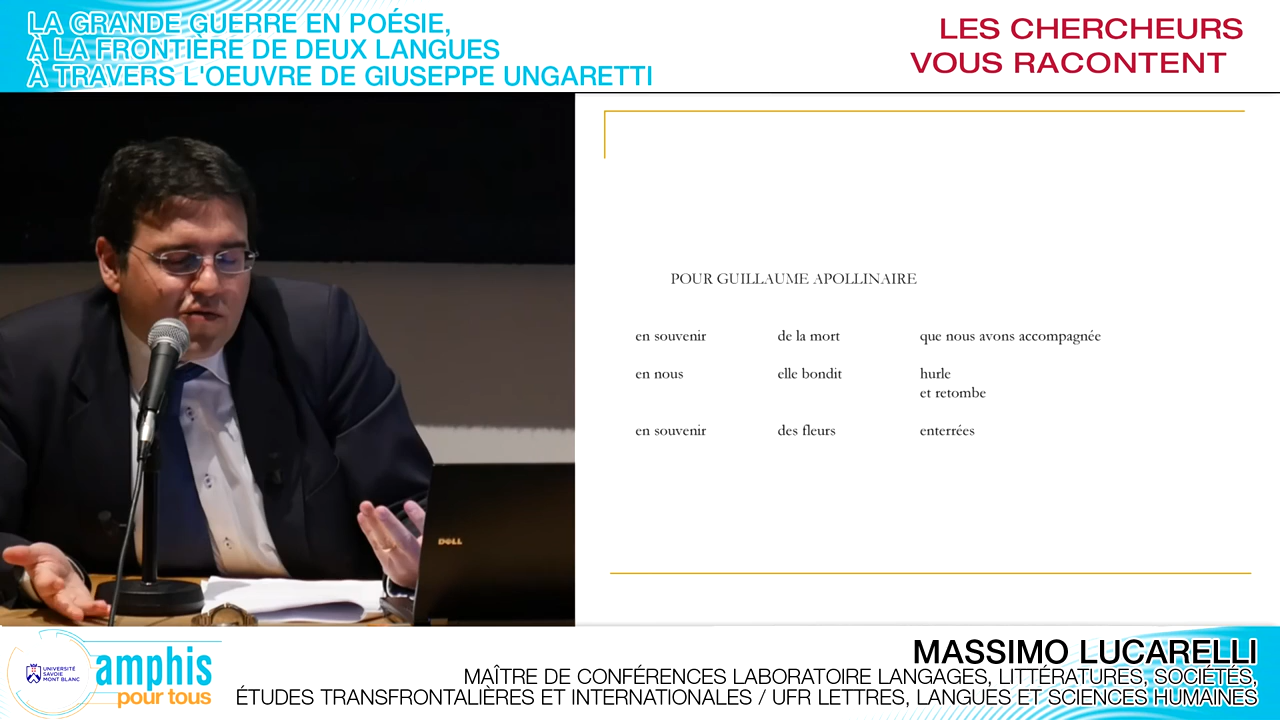 LA GRANDE GUERRE EN POÉSIE,
À LA FRONTIÈRE DE DEUX LANGUES
À TRAVERS L'OEUVRE DE GIUSEPPE UNGARETTI
LES CHERCHEURS
VOUS RACONTENT
POUR GUILLAUME APOLLINAIRE
en souvenir de la mort que nous avons accompagnée
en nous elle bondit hurle
et retombe
en souvenir des fleurs enterrées
DELL
UNIVERSITÉ
SAVOIE
MONT BLANC
amphis
pour tous
MASSIMO LUCARELLI
MAÎTRE DE CONFÉRENCES LABORATOIRE LANGAGES, LITTÉRATURES, SOCIÉTÉS,
ÉTUDES TRANSFRONTALIÈRES ET INTERNATIONALES / UFR LETTRES, LANGUES ET SCIENCES HUMAINES